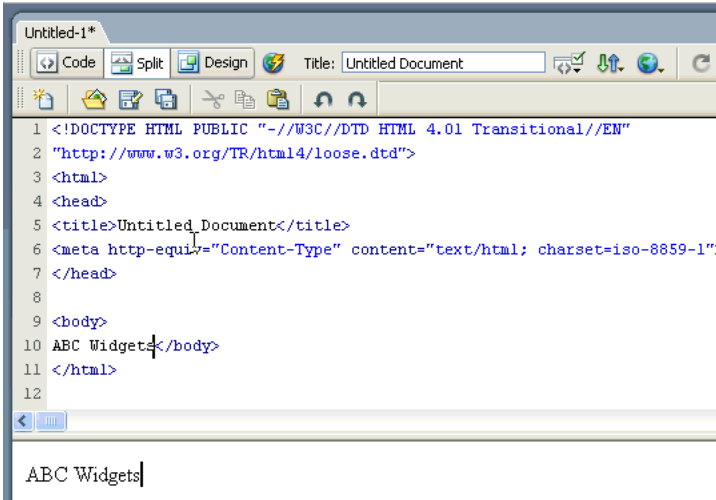 Untitled-1*
Code Split Design Title: Untitled Document
1 <!DOCTYPE HTML PUBLIC "-//W3C//DTD HTML 4.01 Transitional//EN"
2 "http://www.w3.org/TR/html4/loose.dtd">
3 <html>
4 <head>
5 <title>Untitled Document</title>
6 <meta http-equiv="Content-Type" content="text/html; charset=iso-8859-1"
7 </head>
8
9 <body>
10 ABC Widgets</body>
11 </html>
12
ABC Widgets